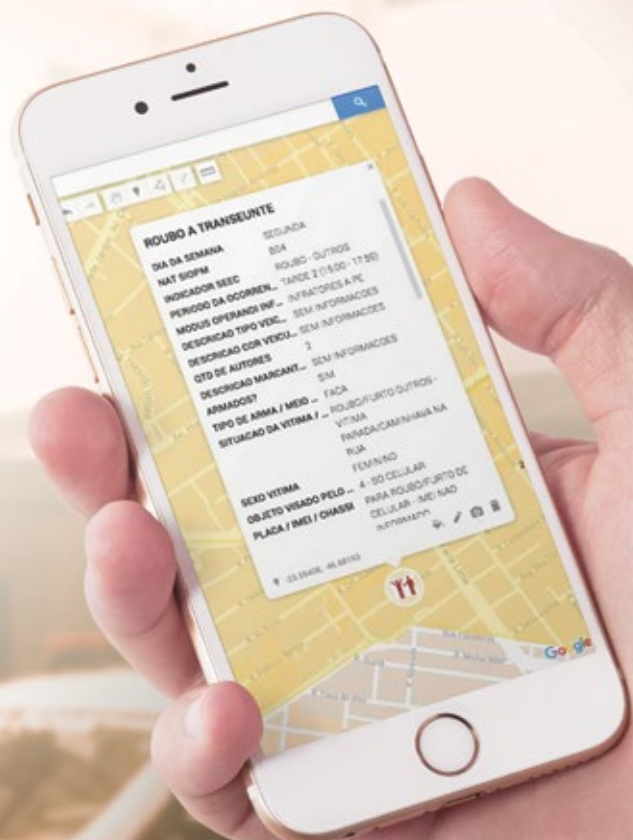 ROUBO A TRANSEUNTE
DIA DA SEMANA SEGUNDA
NAT SIOPM B04
INDICADOR SEEC ROUBO - OUTROS
PERIODO DA OCORREN... TARDE 2 (15:00 - 17:59)
MODUS OPERANDI INF... INFRATORES A PE
DESCRICAO TIPO VEIC... SEM INFORMACOES
DESCRICAO COR VEICU... SEM INFORMACOES
QTD DE AUTORES 2
DESCRICAO MARCANT... SEM INFORMACOES
ARMADOS? SIM
TIPO DE ARMA / MEIO ... FACA
SITUACAO DA VITIMA / ... ROUBO/FURTO OUTROS -
VITIMA
PARADA/CAMINHAVA NA
RUA
SEXO VITIMA FEMININO
OBJETO VISADO PELO ... 4 - SO CELULAR
PLACA / IMEI / CHASSI PARA ROUBO/FURTO DE
CELULAR - IMEI NAO
INFORMADO
Google